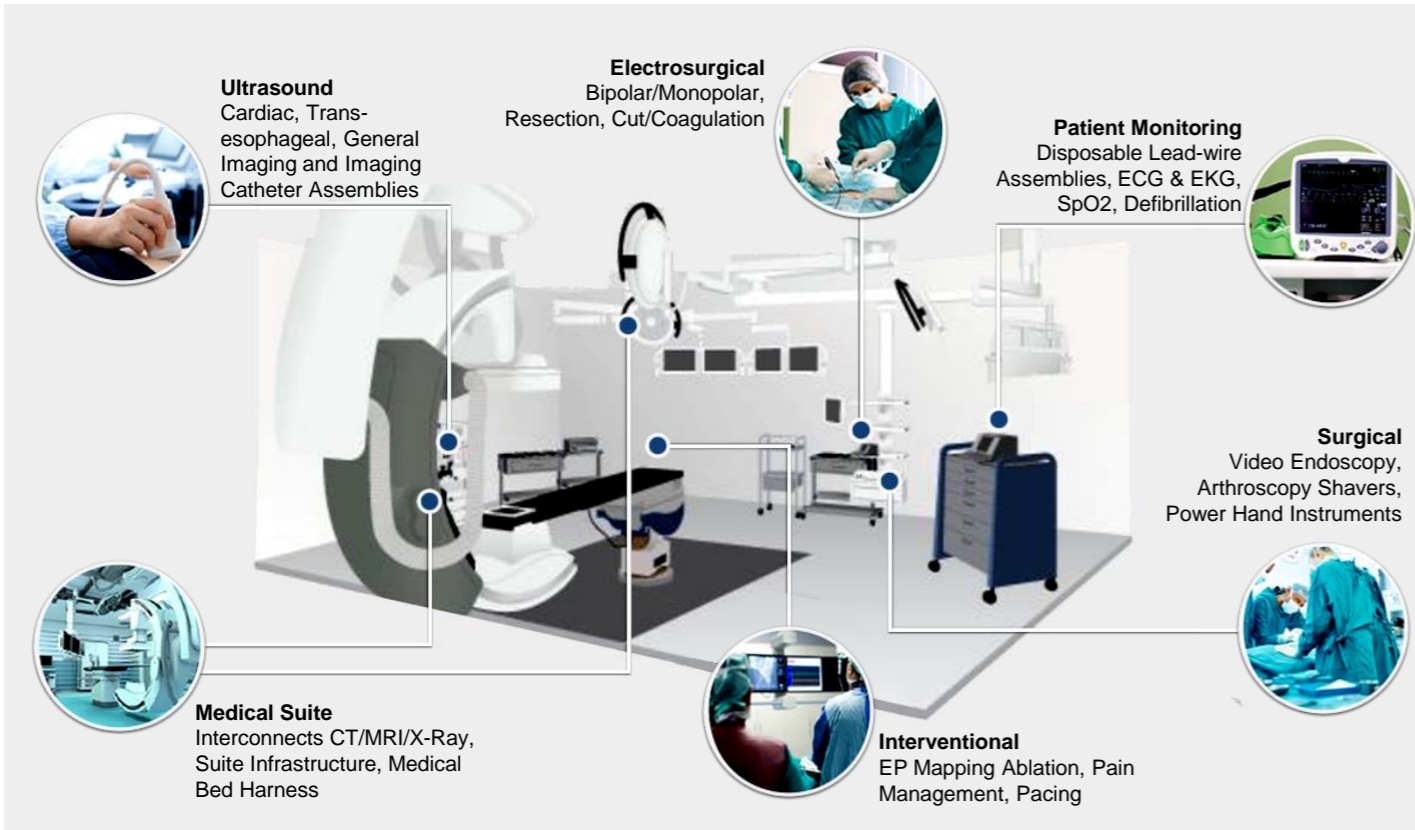 Ultrasound
Cardiac, Trans-
esophageal, General
Imaging and Imaging
Catheter Assemblies
Electrosurgical
Bipolar/Monopolar,
Resection, Cut/Coagulation
Patient Monitoring
Disposable Lead-wire
Assemblies, ECG & EKG,
SpO2, Defibrillation
Surgical
Video Endoscopy,
Arthroscopy Shavers,
Power Hand Instruments
Medical Suite
Interconnects CT/MRI/X-Ray,
Suite Infrastructure, Medical
Bed Harness
Interventional
EP Mapping Ablation, Pain
Management, Pacing